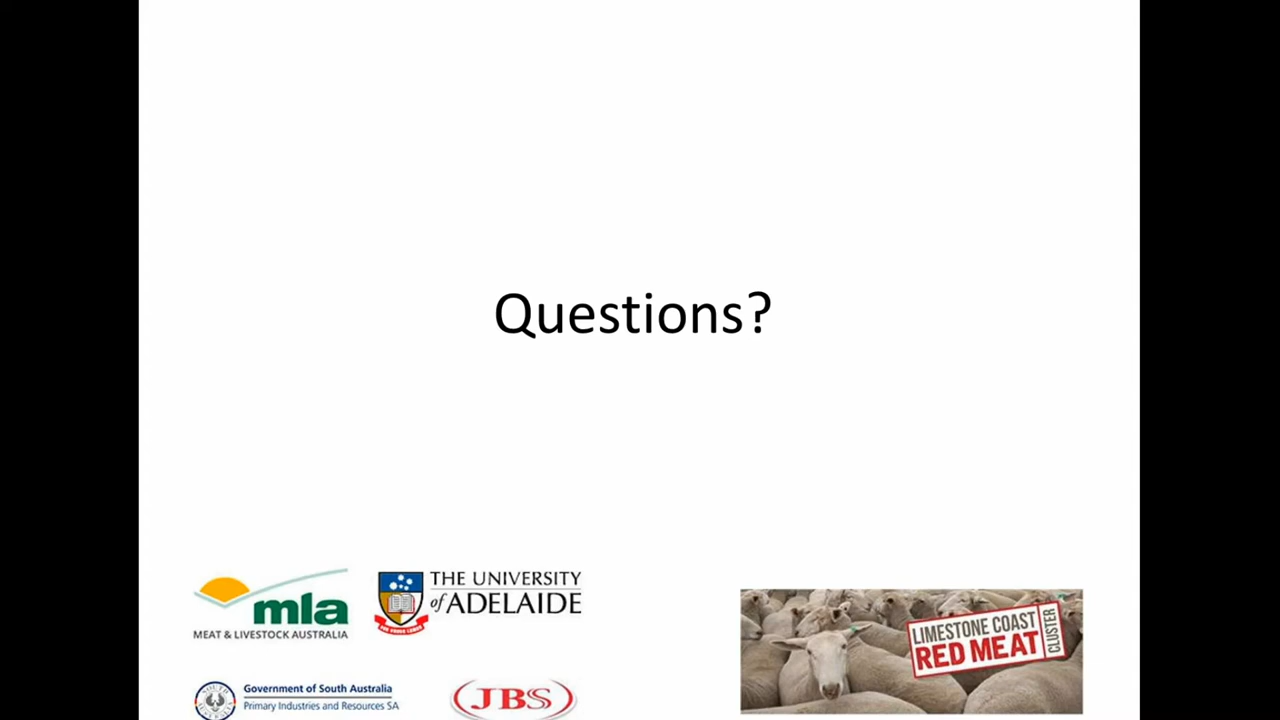 Questions?
mla
MEAT & LIVESTOCK AUSTRALIA
THE UNIVERSITY
of ADELAIDE
LIMESTONE COAST
RED MEAT
CLUSTER
Government of South Australia
Primary Industries and Resources SA
JBS